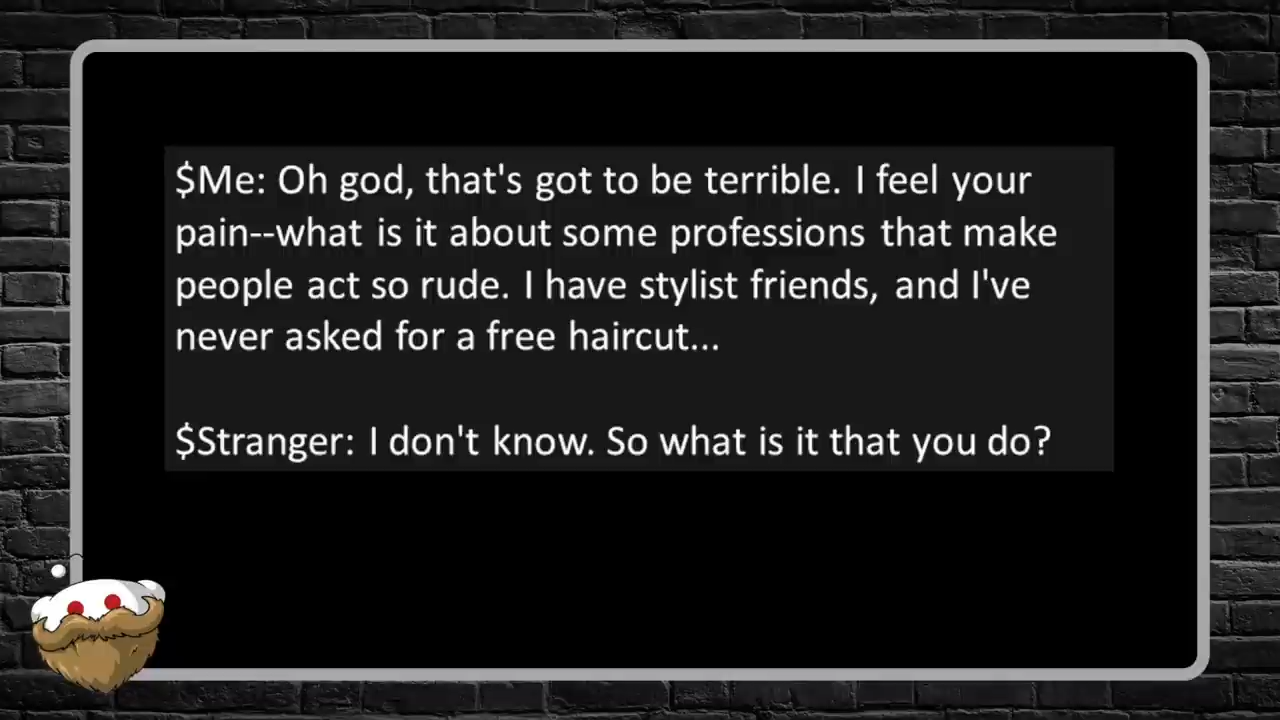 $Me: Oh god, that's got to be terrible. I feel your
pain--what is it about some professions that make
people act so rude. I have stylist friends, and I've
never asked for a free haircut...
$Stranger: I don't know. So what is it that you do?